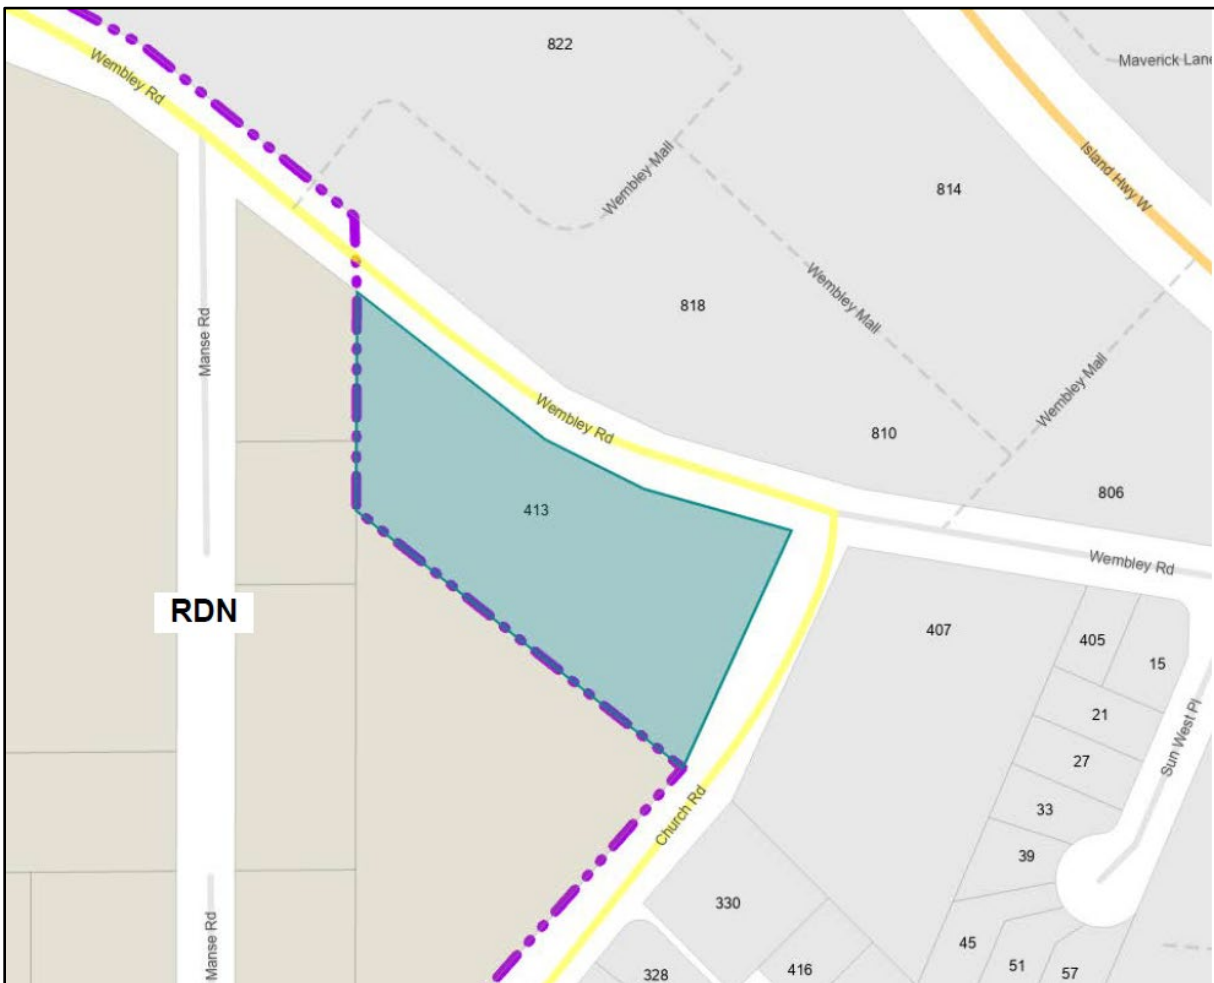 822
Maverick Lane
Wembley Rd
Island Hwy W
Wembley Mall
814
Wembley Mall
818
Manse Rd
Wembley Mall
Wembley Rd
810
806
413
Wembley Rd
RDN
407
405
15
21
Sun West Pl
27
33
Church Rd
39
330
Manse Rd
45
51
57
328
416